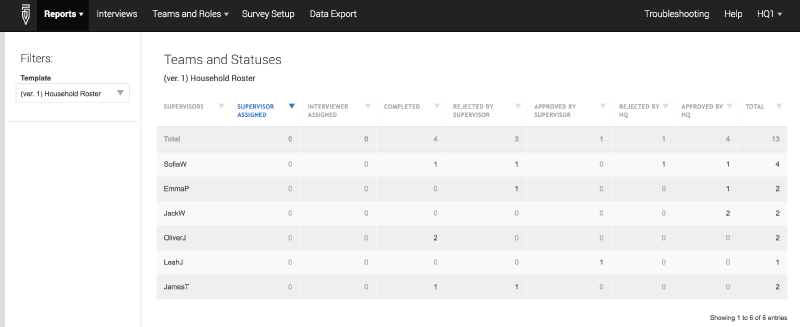 Reports Interviews Teams and Roles Survey Setup Data Export Troubleshooting Help HQ1
Filters:
Template
(ver. 1) Household Roster
Teams and Statuses
(ver. 1) Household Roster
SUPERVISORS SUPERVISOR ASSIGNED INTERVIEWER ASSIGNED COMPLETED REJECTED BY SUPERVISOR APPROVED BY SUPERVISOR REJECTED BY HQ APPROVED BY HQ TOTAL
Total 0 0 4 3 1 1 4 13
SofiaW 0 0 1 1 0 1 1 4
EmmaP 0 0 0 1 0 0 1 2
JackW 0 0 0 0 0 0 2 2
OliverJ 0 0 2 0 0 0 0 2
LeahJ 0 0 0 0 1 0 0 1
JamesT 0 0 1 1 0 0 0 2
Showing 1 to 6 of 6 entries